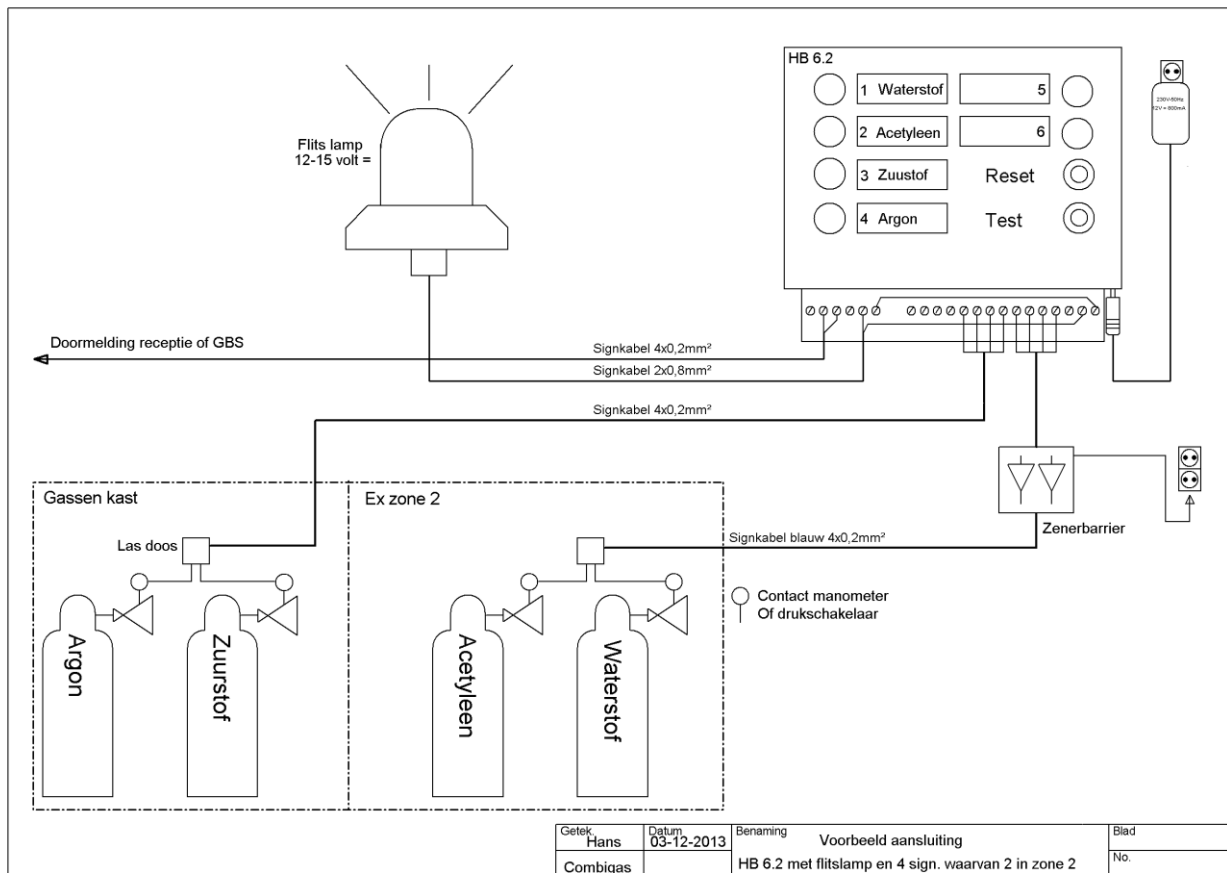 HB 6.2
1 Waterstof
5
2 Acetyleen
6
3 Zuustof
Reset
4 Argon
Test
230V/50Hz
12V = 800mA
Flits lamp
12-15 volt =
Doormelding receptie of GBS
Signkabel 4x0,2mm²
Signkabel 2x0,8mm²
Signkabel 4x0,2mm²
Gassen kast
Ex zone 2
Las doos
Signkabel blauw 4x0,2mm²
Zenerbarrier
Contact manometer
Of drukschakelaar
Argon
Zuurstof
Acetyleen
Waterstof
Getek.
Hans
Datum
03-12-2013
Benaming
Voorbeeld aansluiting
Blad
Combigas
HB 6.2 met flitslamp en 4 sign. waarvan 2 in zone 2
No.